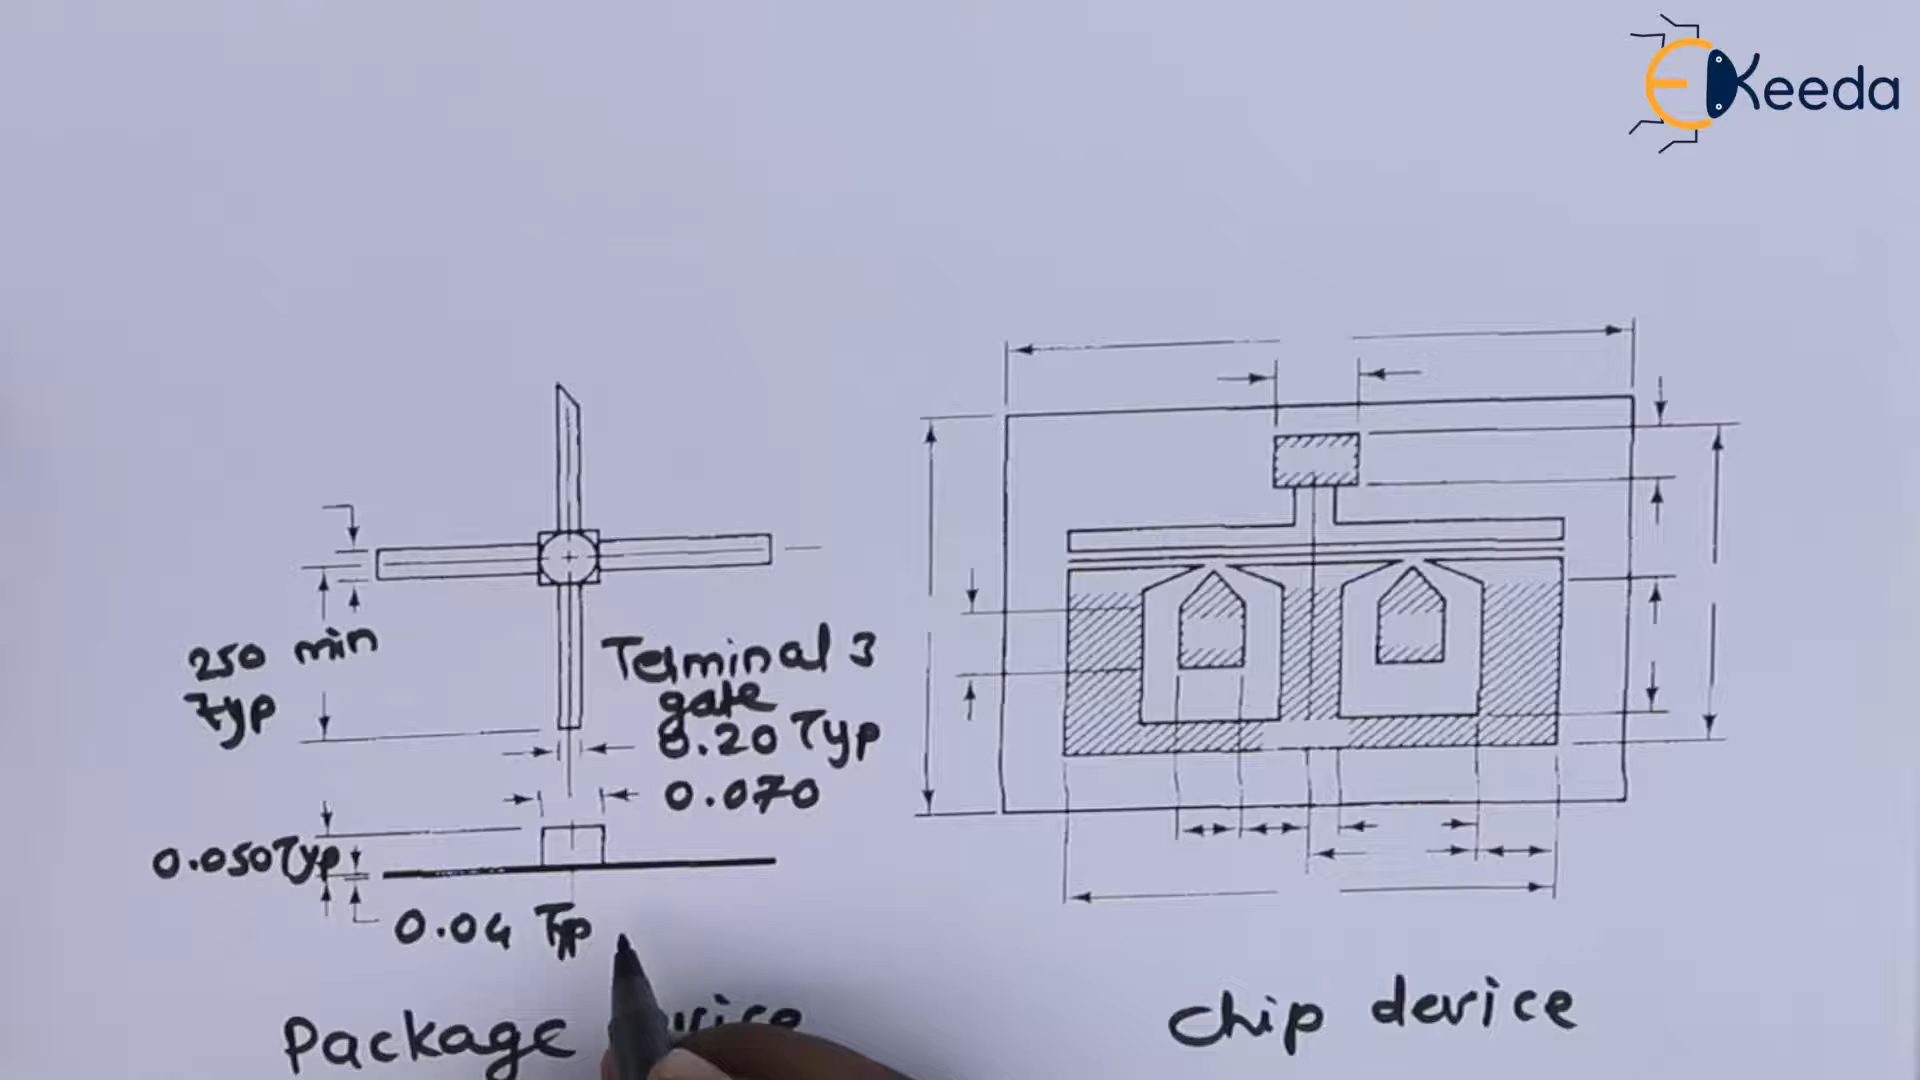 EKeeda
250 min
Typ
Terminal 3
gate
0.20 Typ
0.070
0.050 Typ
0.04 Typ
Package
chip device